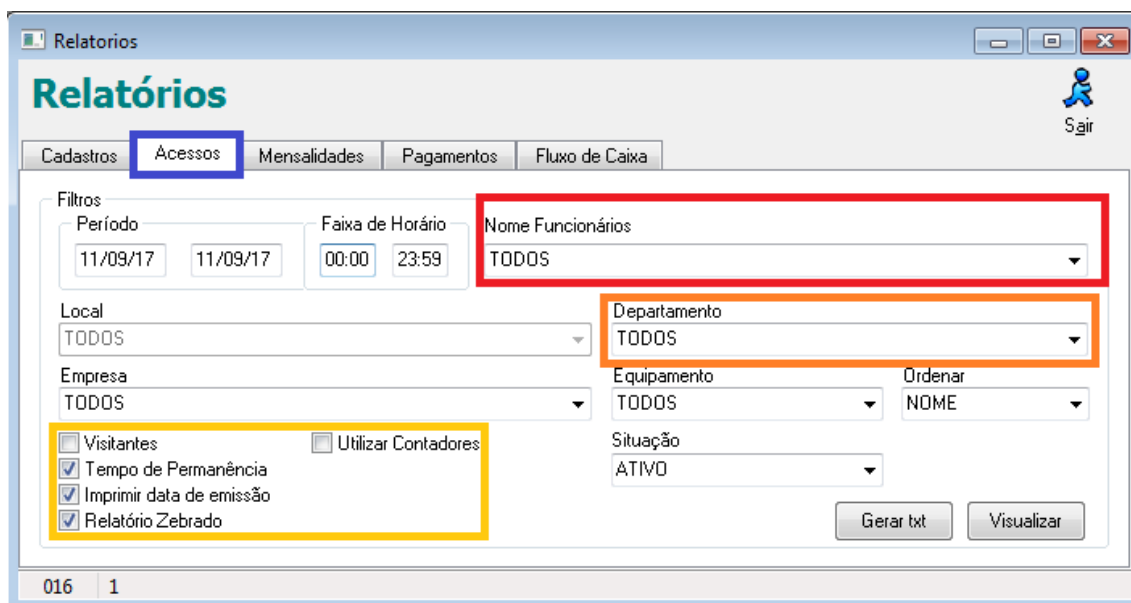 Relatorios
Relatórios
Sair
Cadastros Acessos Mensalidades Pagamentos Fluxo de Caixa
Filtros
Período Faixa de Horário Nome Funcionários
11/09/17 11/09/17 00:00 23:59 TODOS
Local Departamento
TODOS TODOS
Empresa Equipamento Ordenar
TODOS TODOS NOME
Visitantes Utilizar Contadores Situação
Tempo de Permanência ATIVO
Imprimir data de emissão
Relatório Zebrado Gerar txt Visualizar
016 1